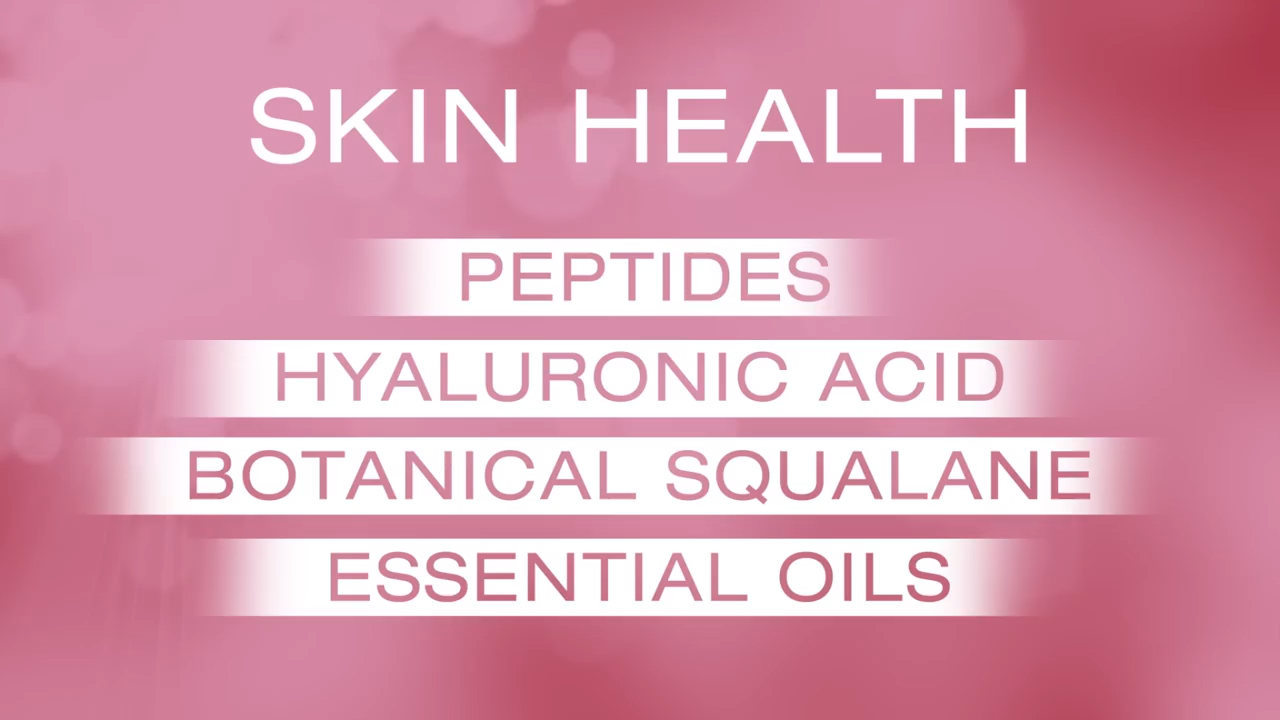 SKIN HEALTH
PEPTIDES
HYALURONIC ACID
BOTANICAL SQUALANE
ESSENTIAL OILS